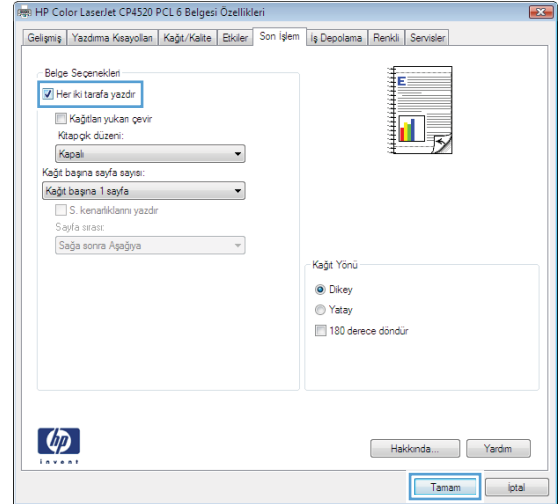 HP Color LaserJet CP4520 PCL 6 Belgesi Özellikleri
Gelişmiş Yazdırma Kısayolları Kağıt/Kalite Etkiler Son İşlem İş Depolama Renkli Servisler
Belge Seçenekleri
Her iki tarafa yazdır
Kağıtları yukarı çevir
Kitapçık düzeni:
Kapalı
Kağıt başına sayfa sayısı:
Kağıt başına 1 sayfa
S. kenarlıklarını yazdır
Sayfa sırası:
Sağa sonra Aşağıya
E
Kağıt Yönü
Dikey
Yatay
180 derece döndür
hp
invent
Hakkında... Yardım
Tamam İptal